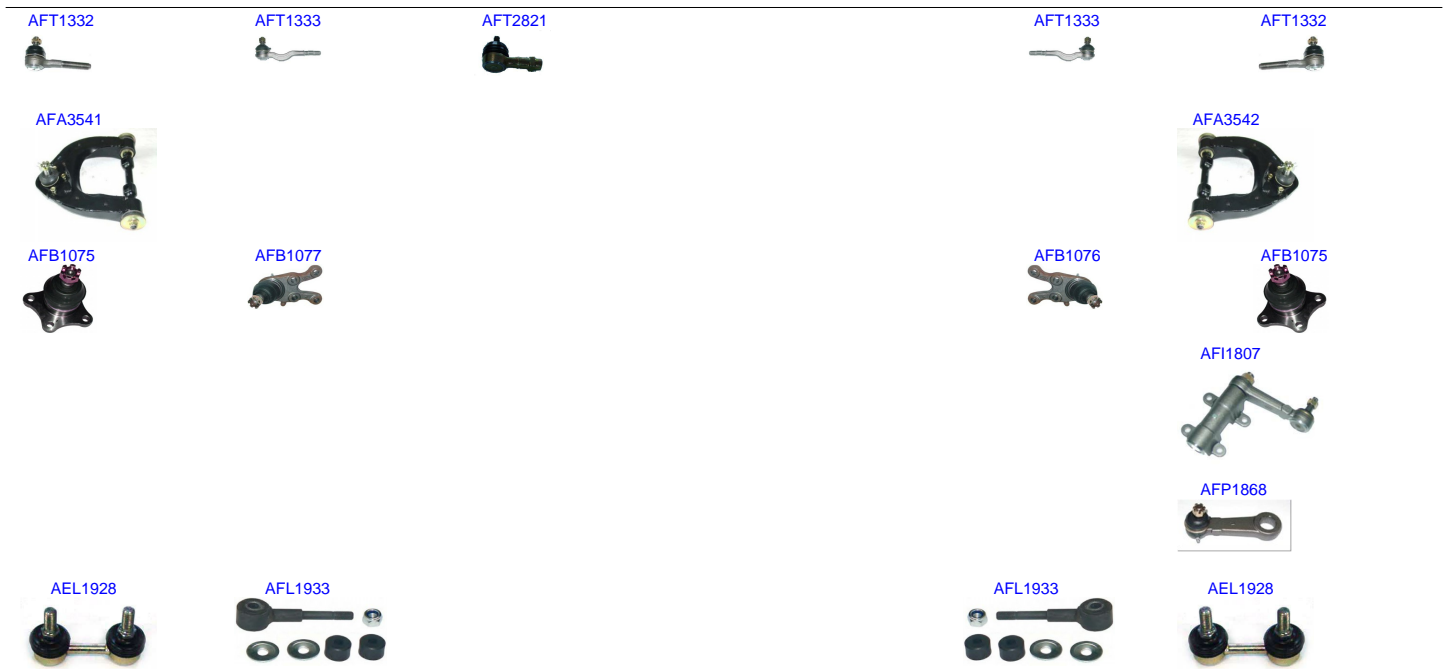 AFT1332 AFT1333 AFT2821 AFT1333 AFT1332
AFA3541 AFA3542
AFB1075 AFB1077 AFB1076 AFB1075
AFI1807
AFP1868
AEL1928 AFL1933 AFL1933 AEL1928